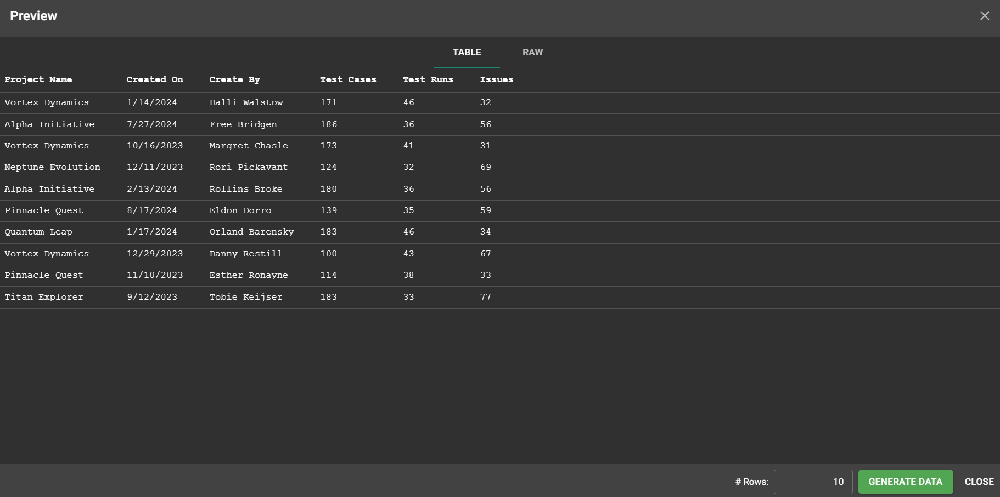 Preview
TABLE RAW
Project Name Created On Create By Test Cases Test Runs Issues
Vortex Dynamics 1/14/2024 Dalli Walstow 171 46 32
Alpha Initiative 7/27/2024 Free Bridgen 186 36 56
Vortex Dynamics 10/16/2023 Margret Chasle 173 41 31
Neptune Evolution 12/11/2023 Rori Pickavant 124 32 69
Alpha Initiative 2/13/2024 Rollins Broke 180 36 56
Pinnacle Quest 8/17/2024 Eldon Dorro 139 35 59
Quantum Leap 1/17/2024 Orland Barensky 183 46 34
Vortex Dynamics 12/29/2023 Danny Restill 100 43 67
Pinnacle Quest 11/10/2023 Esther Ronayne 114 38 33
Titan Explorer 9/12/2023 Tobie Keijser 183 33 77
# Rows: 10 GENERATE DATA CLOSE